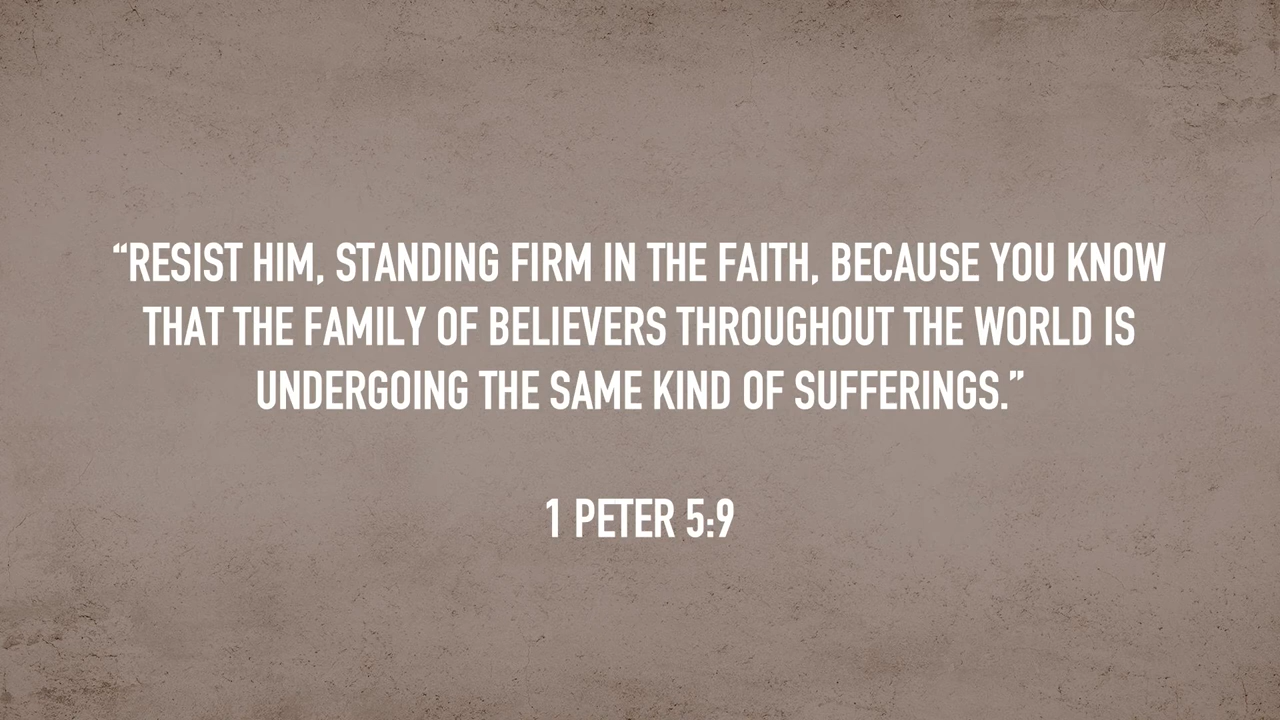 “RESIST HIM, STANDING FIRM IN THE FAITH, BECAUSE YOU KNOW
THAT THE FAMILY OF BELIEVERS THROUGHOUT THE WORLD IS
UNDERGOING THE SAME KIND OF SUFFERINGS.”
1 PETER 5:9